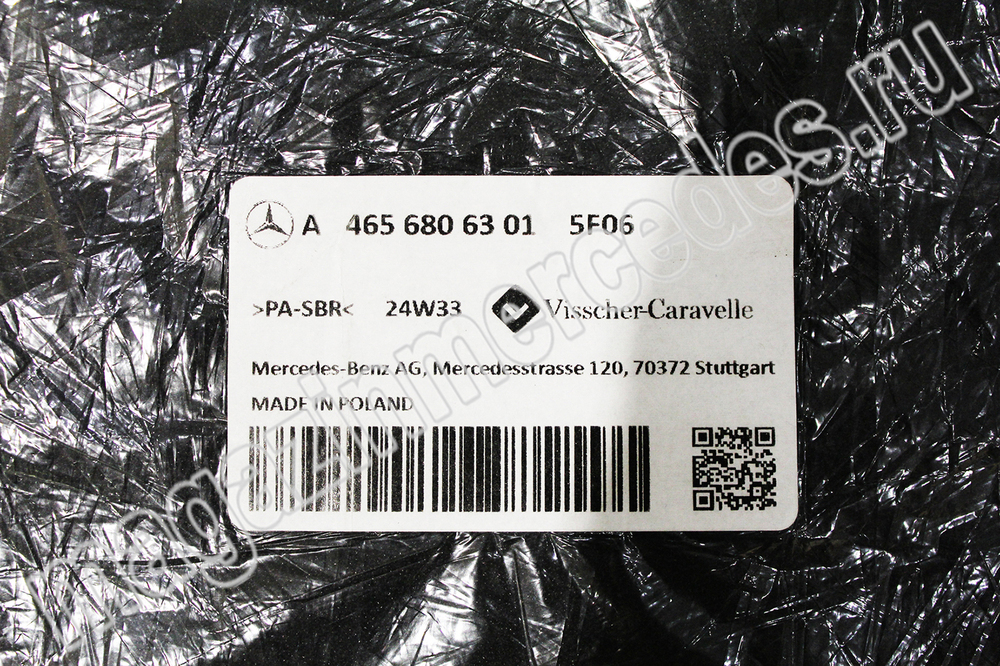 A 465 680 63 01 5F06
>PA-SBR< 24W33 Visscher-Caravelle
Mercedes-Benz AG, Mercedesstrasse 120, 70372 Stuttgart
MADE IN POLAND
magazinmercedes.ru